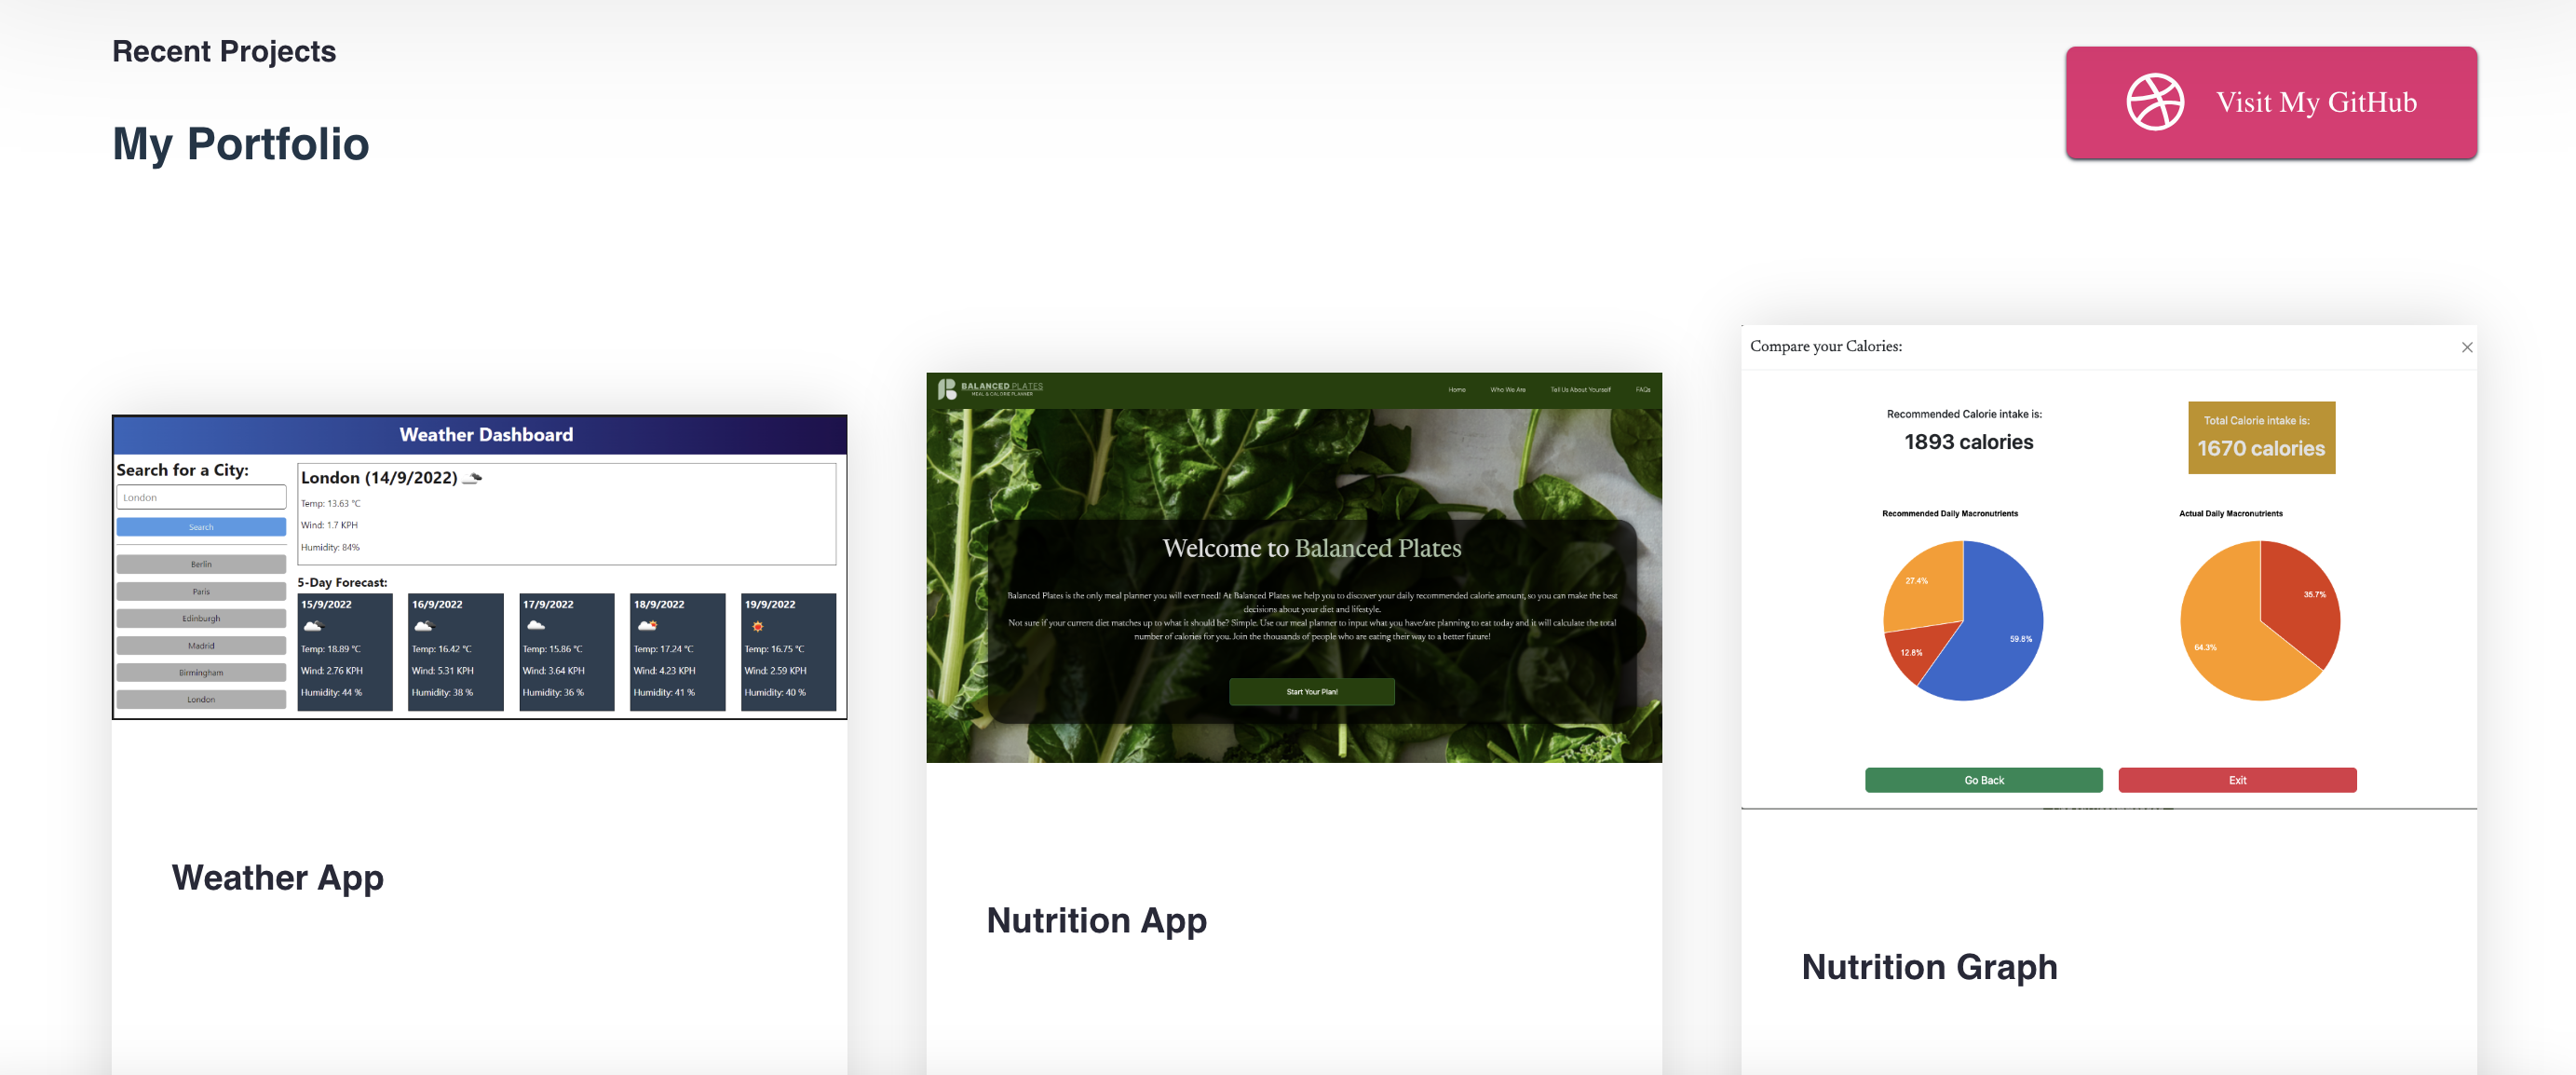 Recent Projects
My Portfolio
Visit My GitHub
Weather Dashboard
Search for a City:
London
Search
Berlin
Paris
Edinburgh
Madrid
Birmingham
London
London (14/9/2022)
Temp: 13.63 °C
Wind: 1.7 KPH
Humidity: 84%
5-Day Forecast:
15/9/2022
Temp: 18.89 °C
Wind: 2.76 KPH
Humidity: 44 %
16/9/2022
Temp: 16.42 °C
Wind: 5.31 KPH
Humidity: 38 %
17/9/2022
Temp: 15.86 °C
Wind: 3.64 KPH
Humidity: 36 %
18/9/2022
Temp: 17.24 °C
Wind: 4.23 KPH
Humidity: 41 %
19/9/2022
Temp: 16.75 °C
Wind: 2.59 KPH
Humidity: 40 %
Weather App
BALANCED PLATES
MEAL & CALORIE PLANNER
Home
Who We Are
Tell Us About Yourself
FAQs
Welcome to Balanced Plates
Balanced Plates is the only meal planner you will ever need! At Balanced Plates we help you to discover your daily recommended calorie amount, so you can make the best
decisions about your diet and lifestyle.
Not sure if your current diet matches up to what it should be? Simple. Use our meal planner to input what you have/are planning to eat today and it will calculate the total
number of calories for you. Join the thousands of people who are eating their way to a better future!
Start Your Plan!
Nutrition App
Compare your Calories:
Recommended Calorie intake is:
1893 calories
Total Calorie intake is:
1670 calories
Recommended Daily Macronutrients
27.4%
59.8%
12.8%
Actual Daily Macronutrients
35.7%
64.3%
Go Back
Exit
Nutrition Graph